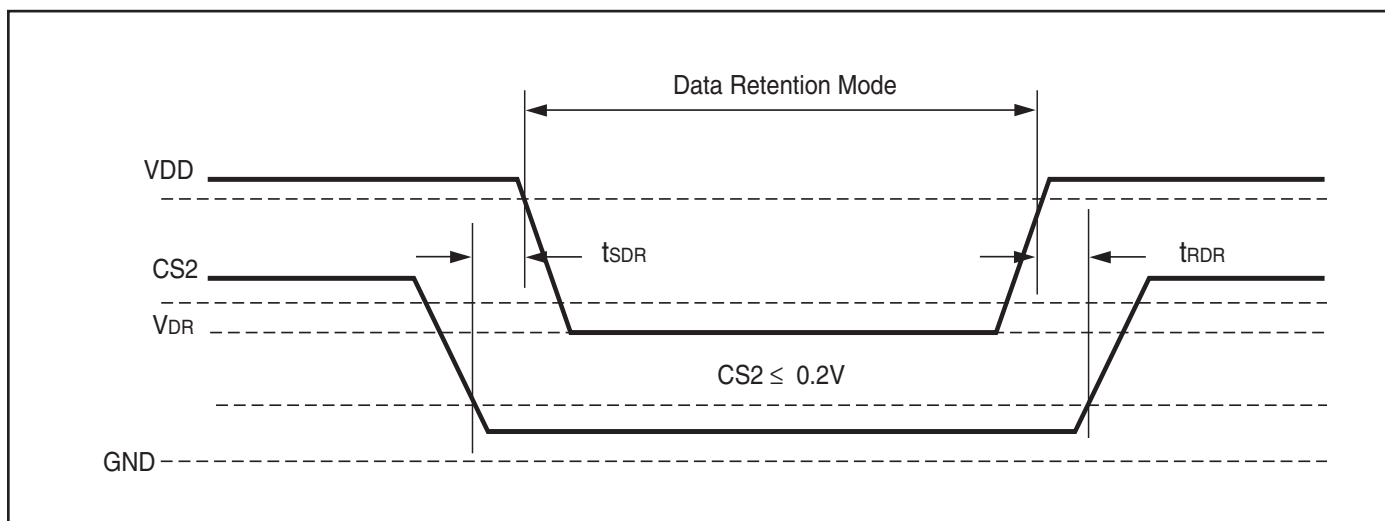 Data Retention Mode
VDD
tSDR
tRDR
CS2
VDR
CS2 ≤ 0.2V
GND